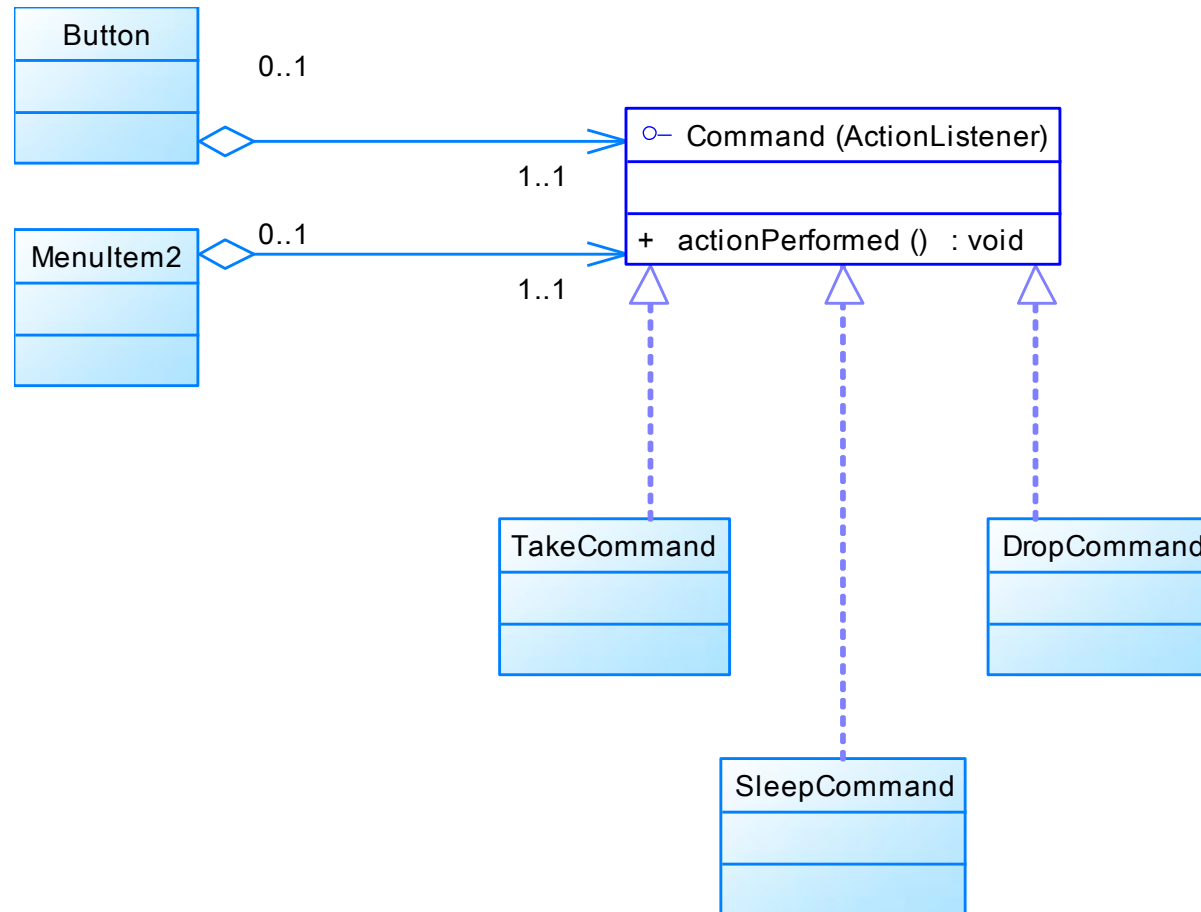 Button
0..1
Command (ActionListener)
1..1
+ actionPerformed () : void
0..1
MenuItem2
1..1
TakeCommand
DropCommand
SleepCommand